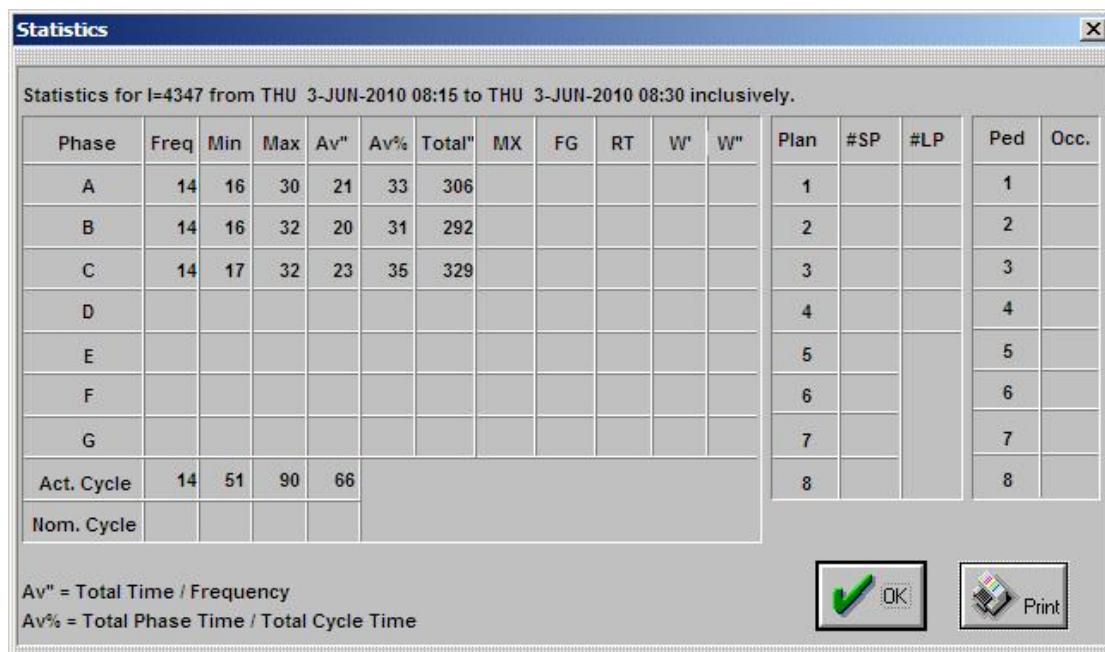 Statistics
Statistics for I=4347 from THU 3-JUN-2010 08:15 to THU 3-JUN-2010 08:30 inclusively.
Phase Freq Min Max Av" Av% Total" MX FG RT W' W" Plan #SP #LP Ped Occ.
A 14 16 30 21 33 306 1 1
B 14 16 32 20 31 292 2 2
C 14 17 32 23 35 329 3 3
D 4 4
E 5 5
F 6 6
G 7 7
Act. Cycle 14 51 90 66 8 8
Nom. Cycle
Av" = Total Time / Frequency
Av% = Total Phase Time / Total Cycle Time
OK
Print